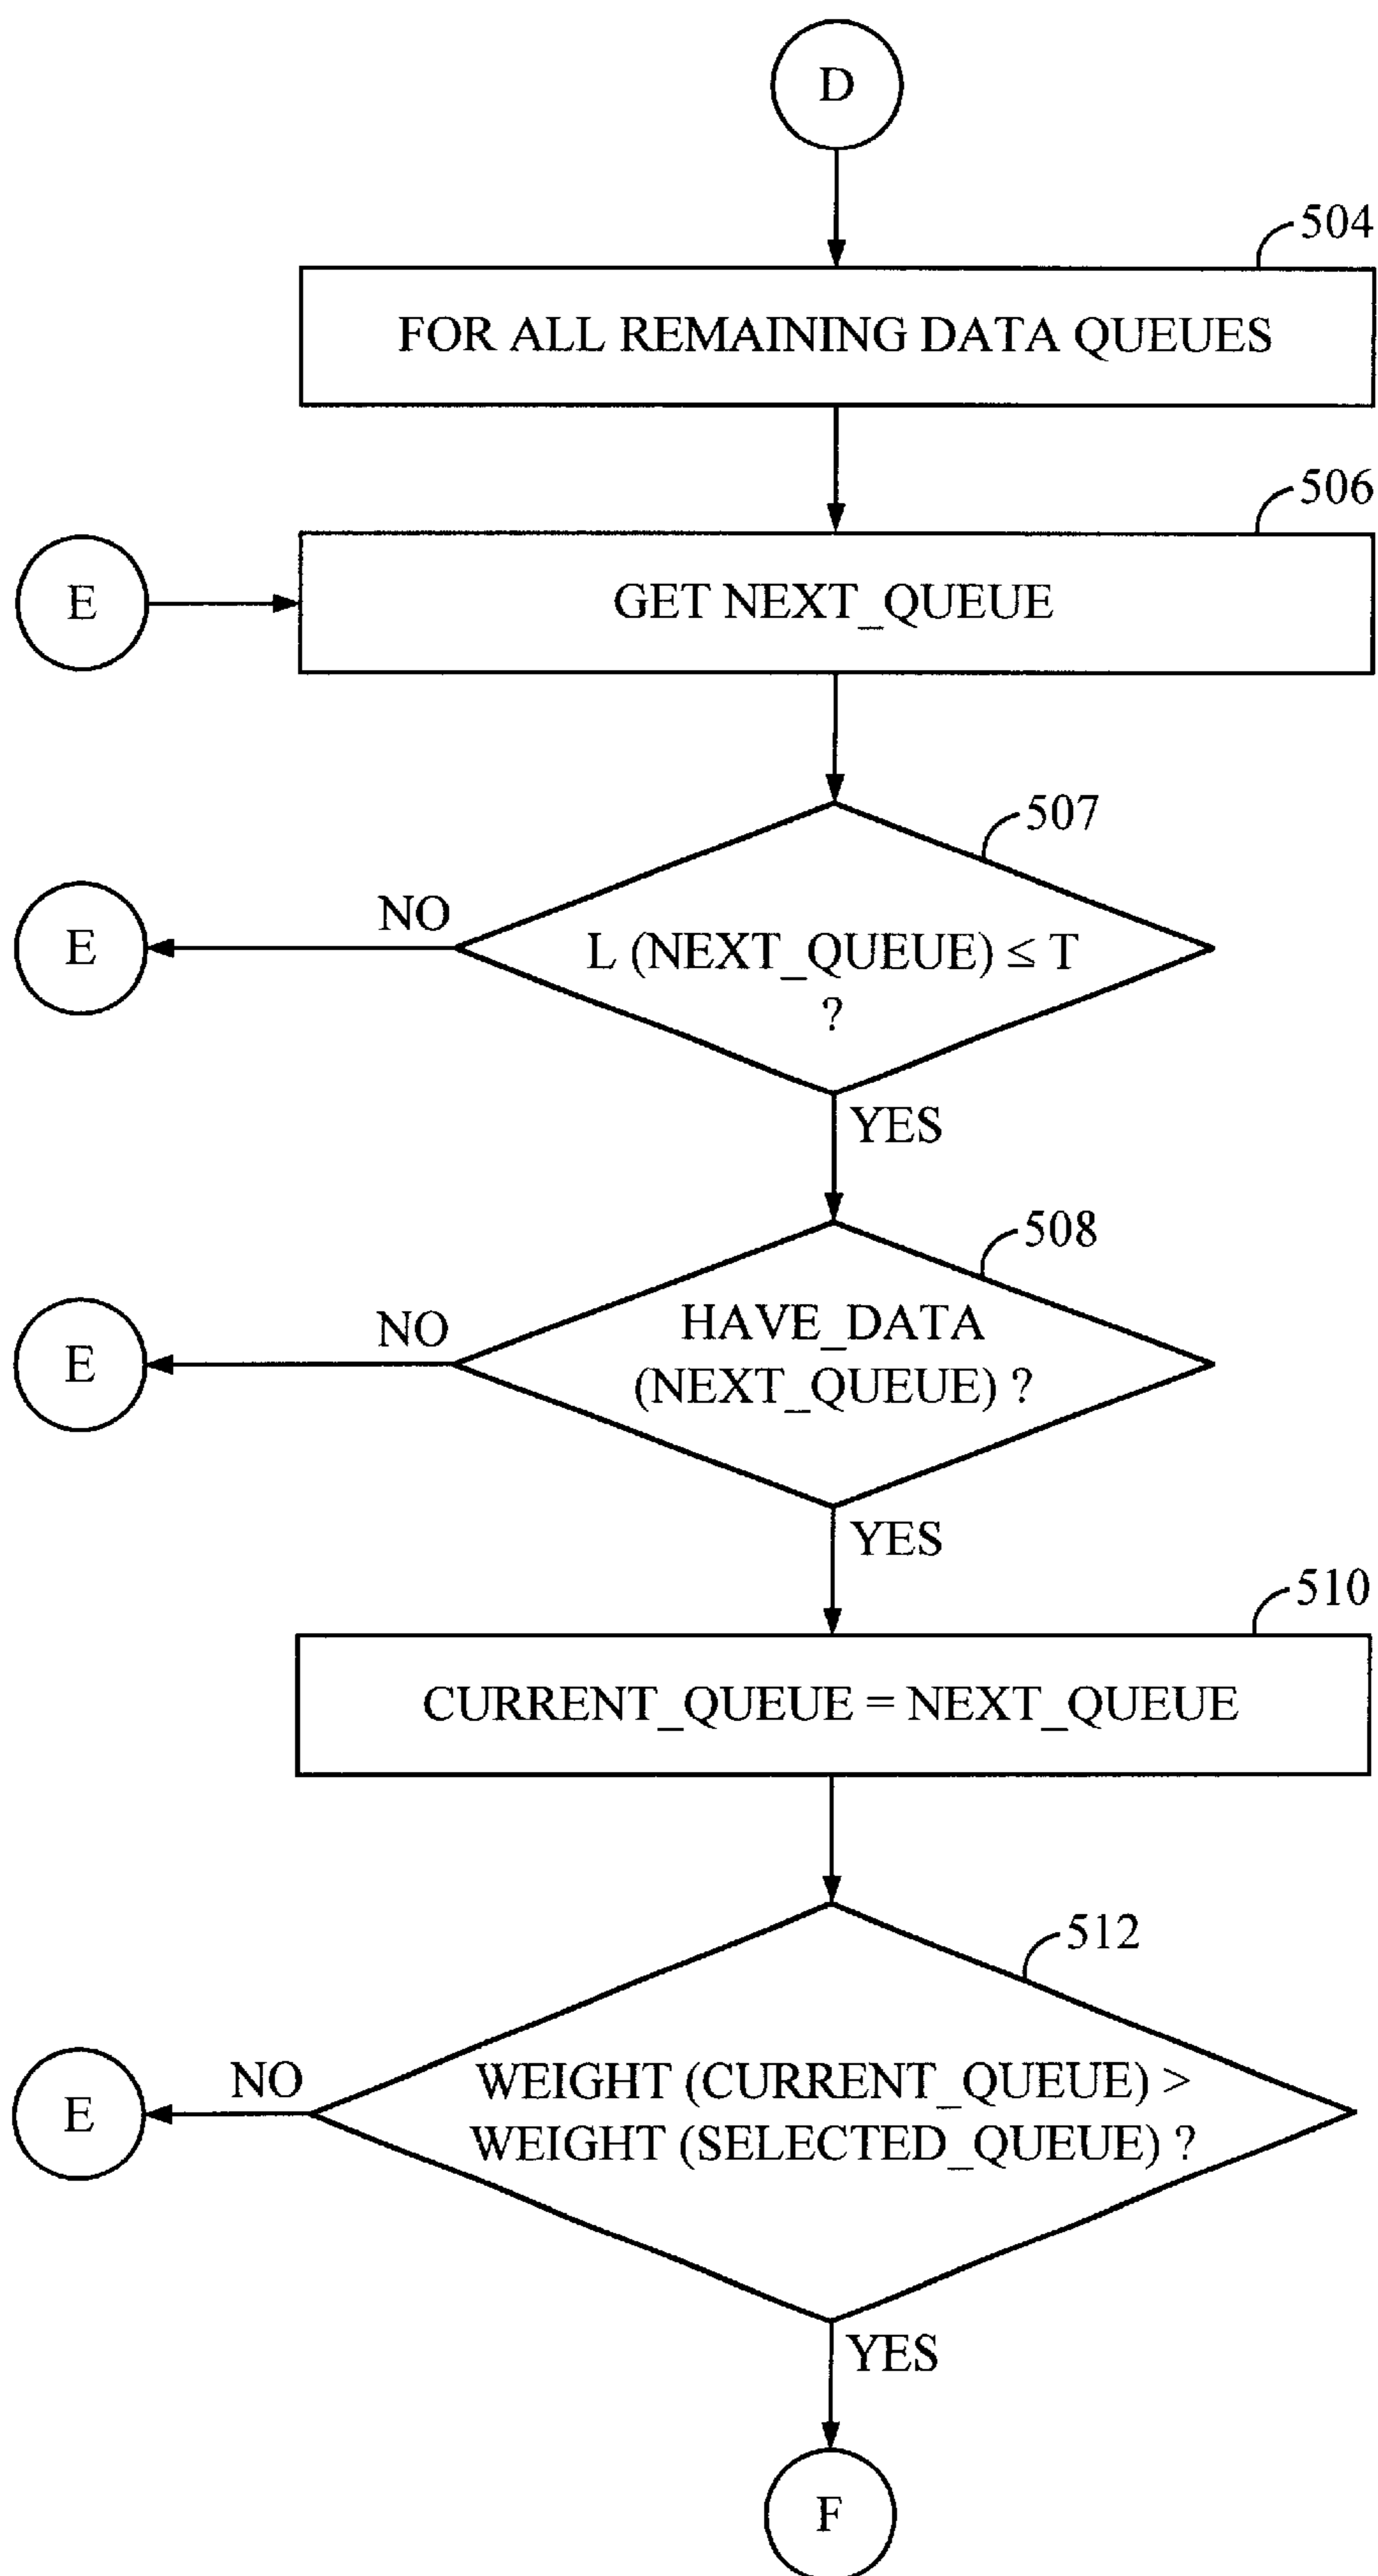 D
504
FOR ALL REMAINING DATA QUEUES
506
E
GET NEXT_QUEUE
507
NO
E
L (NEXT_QUEUE) ≤ T
?
YES
508
NO
E
HAVE_DATA
(NEXT_QUEUE) ?
YES
510
CURRENT_QUEUE = NEXT_QUEUE
512
NO
E
WEIGHT (CURRENT_QUEUE) >
WEIGHT (SELECTED_QUEUE) ?
YES
F